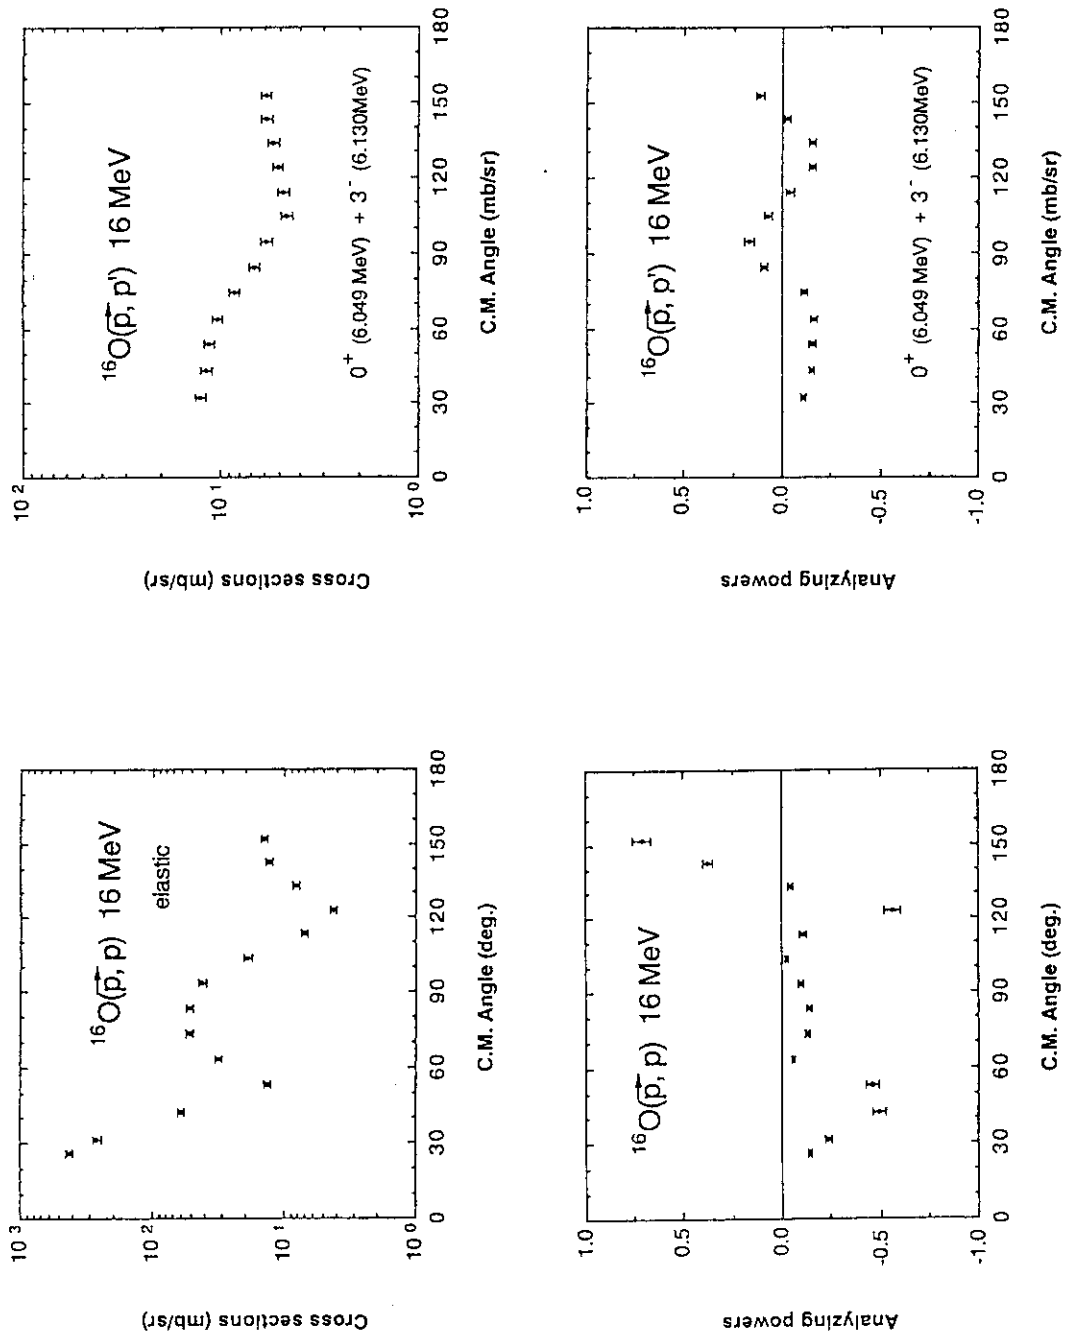 10³
10²
10¹
10⁰
Cross sections (mb/sr)
¹⁶O(p, p) 16 MeV
elastic
0 30 60 90 120 150 180
C.M. Angle (deg.)
1.0
0.5
0.0
-0.5
-1.0
Analyzing powers
¹⁶O(p, p) 16 MeV
0 30 60 90 120 150 180
C.M. Angle (deg.)
10²
10¹
10⁰
Cross sections (mb/sr)
¹⁶O(p, p') 16 MeV
0⁺ (6.049 MeV) + 3⁻ (6.130MeV)
0 30 60 90 120 150 180
C.M. Angle (mb/sr)
1.0
0.5
0.0
-0.5
-1.0
Analyzing powers
¹⁶O(p, p') 16 MeV
0⁺ (6.049 MeV) + 3⁻ (6.130MeV)
0 30 60 90 120 150 180
C.M. Angle (mb/sr)